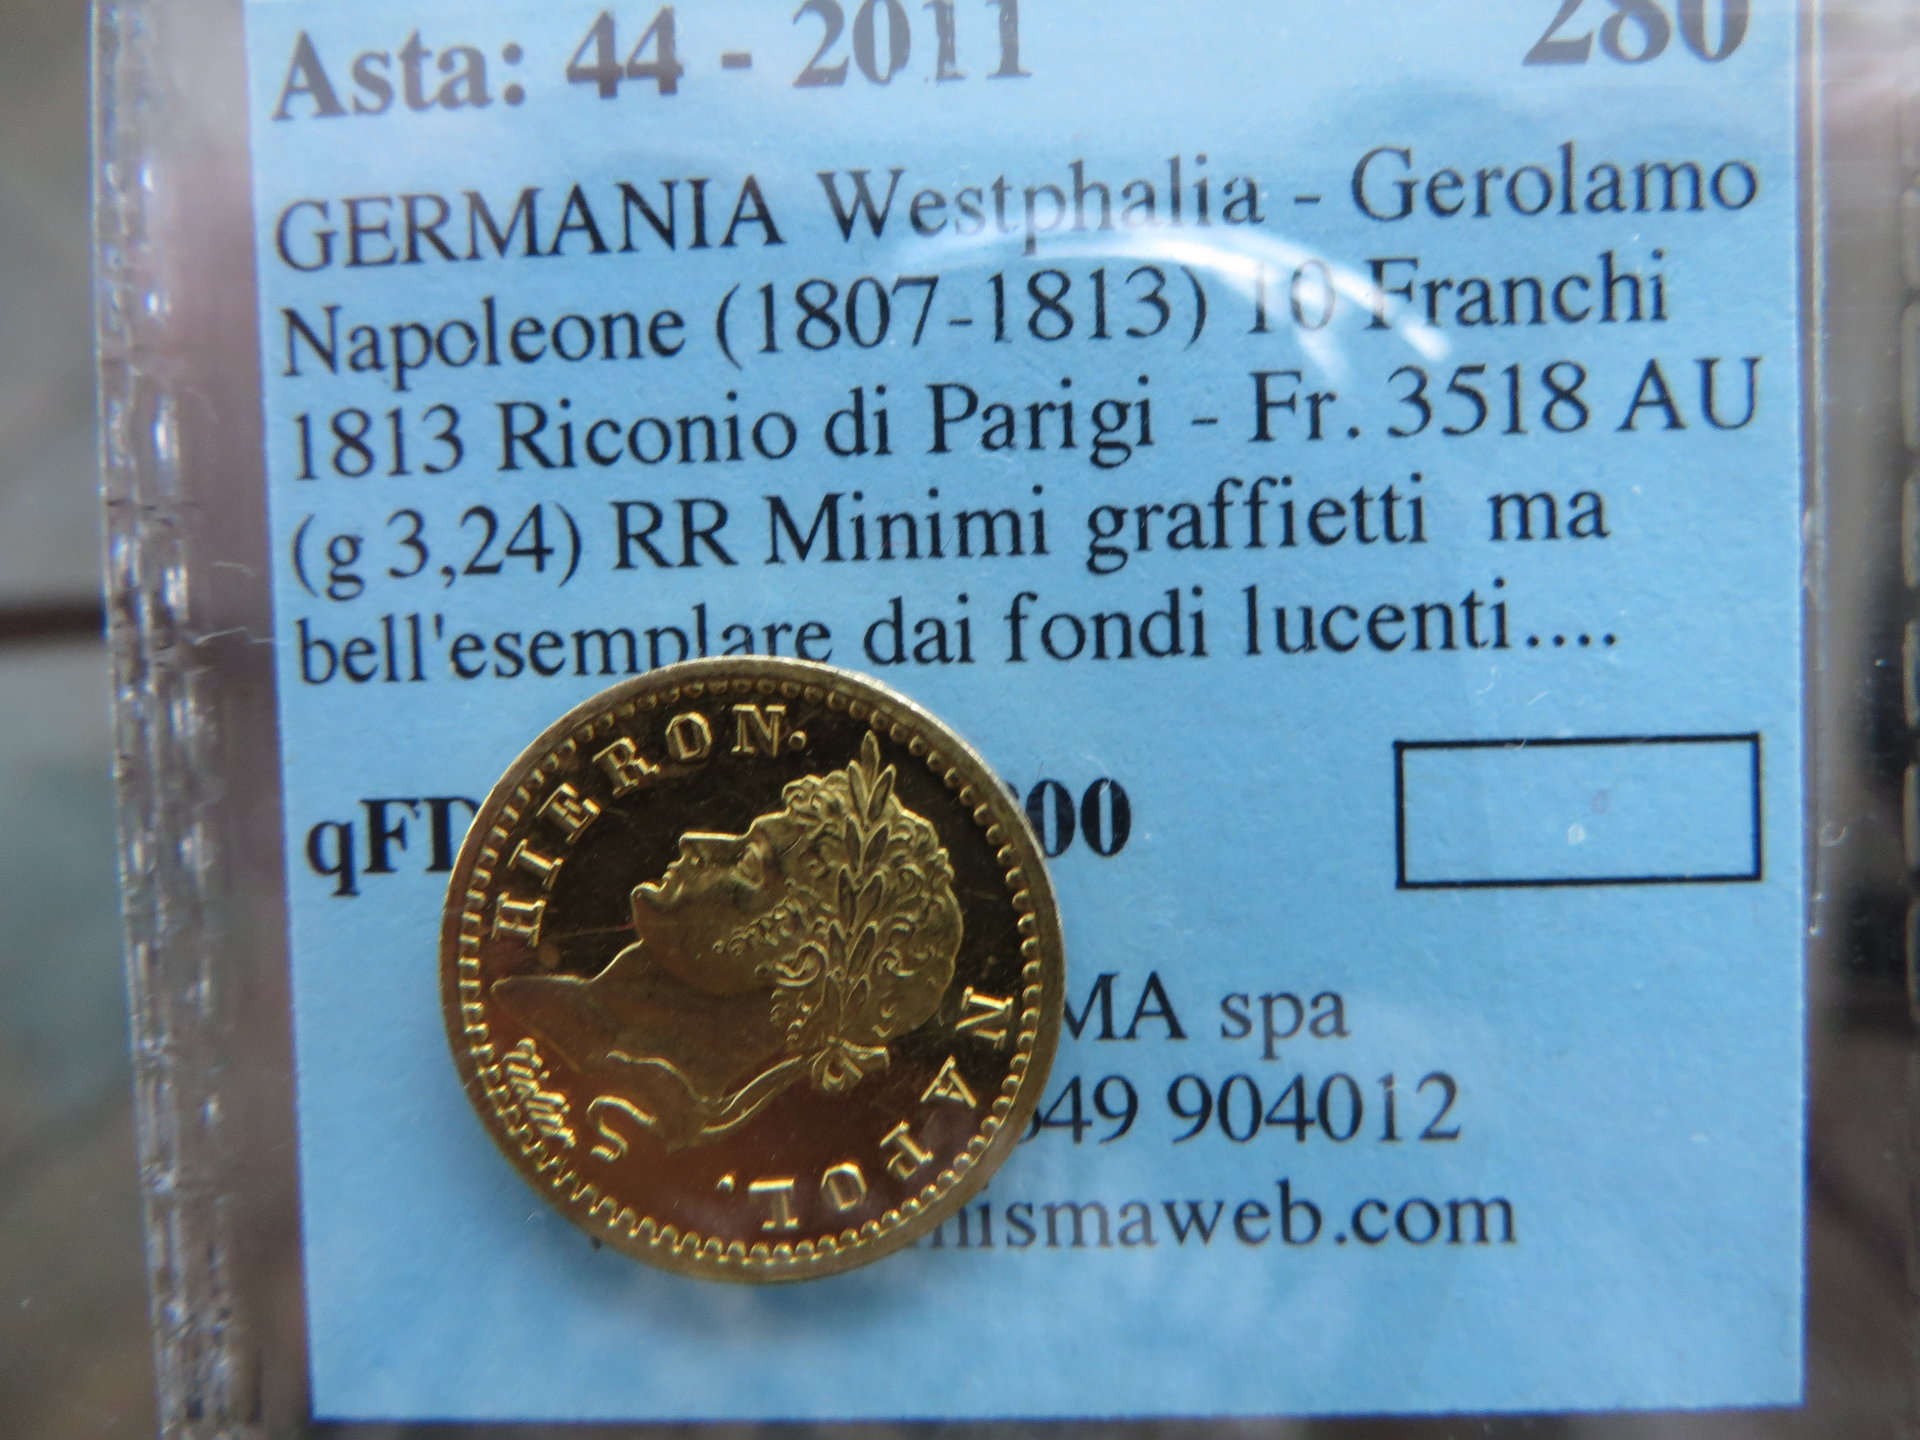 Asta: 44 - 2011 280
GERMANIA Westphalia - Gerolamo
Napoleone (1807-1813) 10 Franchi
1813 Riconio di Parigi - Fr. 3518 AU
(g 3,24) RR Minimi graffietti ma
bell'esemplare dai fondi lucenti....
HIERON. NAPOL.
spa
904012